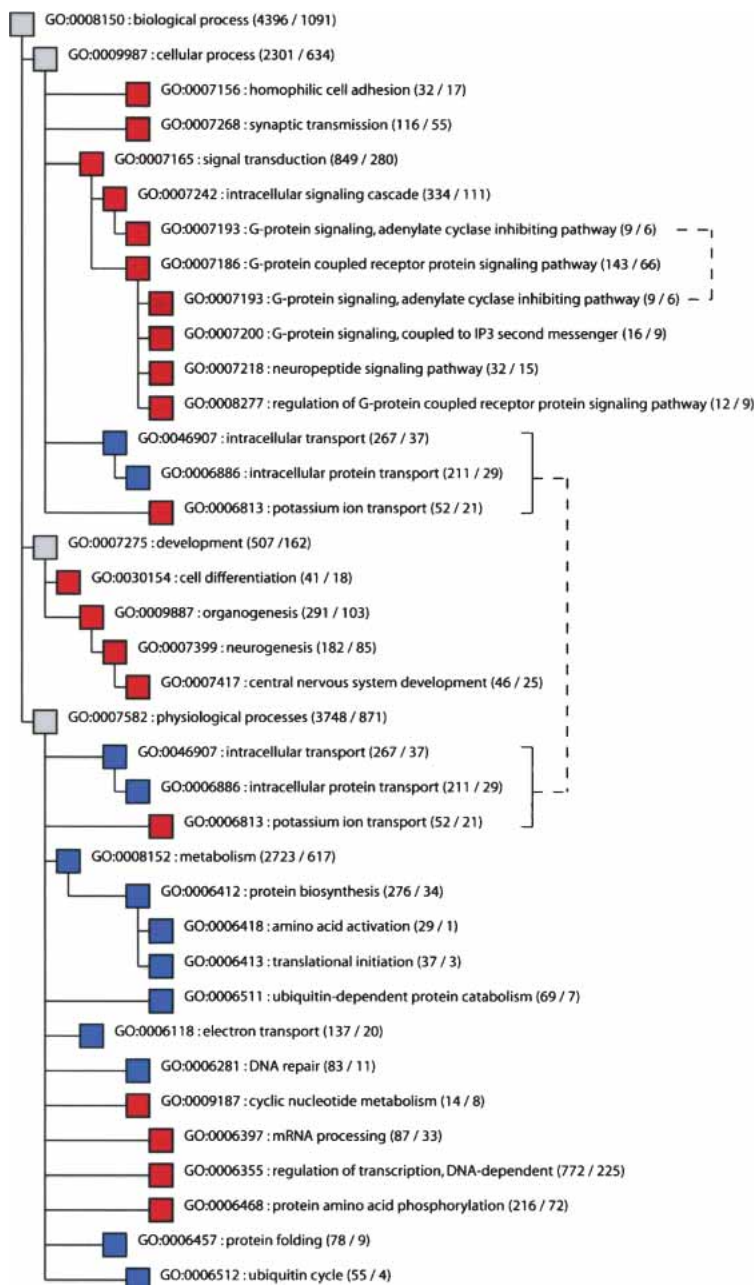 GO:0008150 : biological process (4396 / 1091)
GO:0009987 : cellular process (2301 / 634)
GO:0007156 : homophilic cell adhesion (32 / 17)
GO:0007268 : synaptic transmission (116 / 55)
GO:0007165 : signal transduction (849 / 280)
GO:0007242 : intracellular signaling cascade (334 / 111)
GO:0007193 : G-protein signaling, adenylate cyclase inhibiting pathway (9 / 6)
GO:0007186 : G-protein coupled receptor protein signaling pathway (143 / 66)
GO:0007193 : G-protein signaling, adenylate cyclase inhibiting pathway (9 / 6)
GO:0007200 : G-protein signaling, coupled to IP3 second messenger (16 / 9)
GO:0007218 : neuropeptide signaling pathway (32 / 15)
GO:0008277 : regulation of G-protein coupled receptor protein signaling pathway (12 / 9)
GO:0046907 : intracellular transport (267 / 37)
GO:0006886 : intracellular protein transport (211 / 29)
GO:0006813 : potassium ion transport (52 / 21)
GO:0007275 : development (507 /162)
GO:0030154 : cell differentiation (41 / 18)
GO:0009887 : organogenesis (291 / 103)
GO:0007399 : neurogenesis (182 / 85)
GO:0007417 : central nervous system development (46 / 25)
GO:0007582 : physiological processes (3748 / 871)
GO:0046907 : intracellular transport (267 / 37)
GO:0006886 : intracellular protein transport (211 / 29)
GO:0006813 : potassium ion transport (52 / 21)
GO:0008152 : metabolism (2723 / 617)
GO:0006412 : protein biosynthesis (276 / 34)
GO:0006418 : amino acid activation (29 / 1)
GO:0006413 : translational initiation (37 / 3)
GO:0006511 : ubiquitin-dependent protein catabolism (69 / 7)
GO:0006118 : electron transport (137 / 20)
GO:0006281 : DNA repair (83 / 11)
GO:0009187 : cyclic nucleotide metabolism (14 / 8)
GO:0006397 : mRNA processing (87 / 33)
GO:0006355 : regulation of transcription, DNA-dependent (772 / 225)
GO:0006468 : protein amino acid phosphorylation (216 / 72)
GO:0006457 : protein folding (78 / 9)
GO:0006512 : ubiquitin cycle (55 / 4)